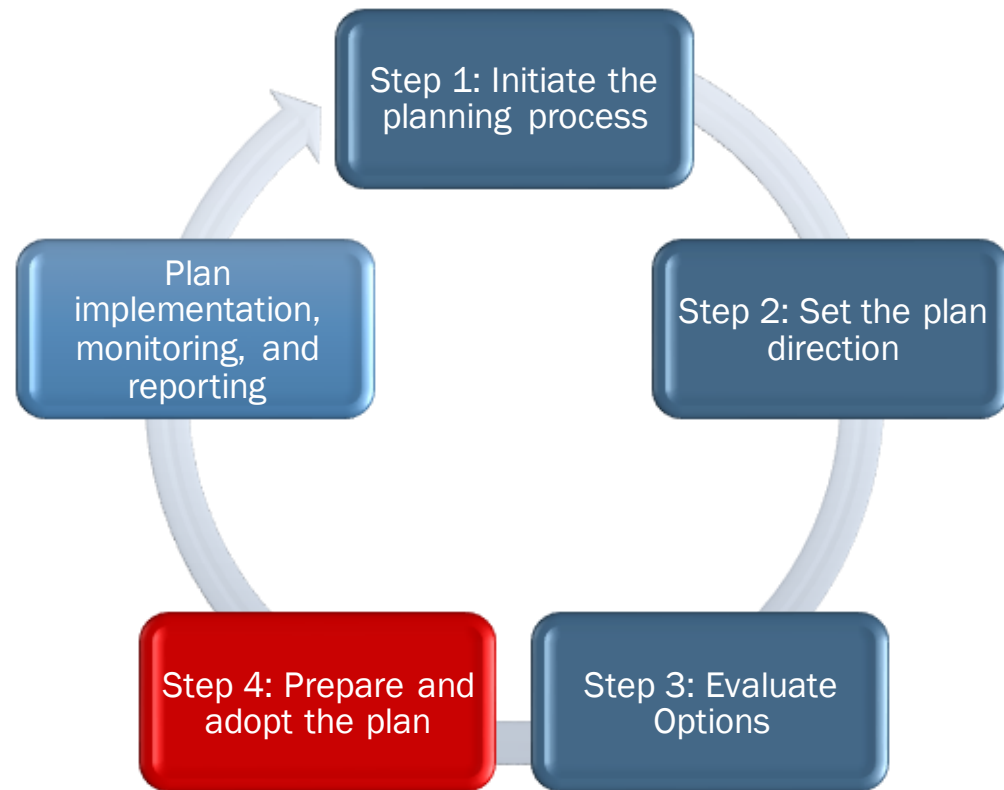 Step 1: Initiate the
planning process
Step 2: Set the plan
direction
Step 3: Evaluate
Options
Step 4: Prepare and
adopt the plan
Plan
implementation,
monitoring, and
reporting